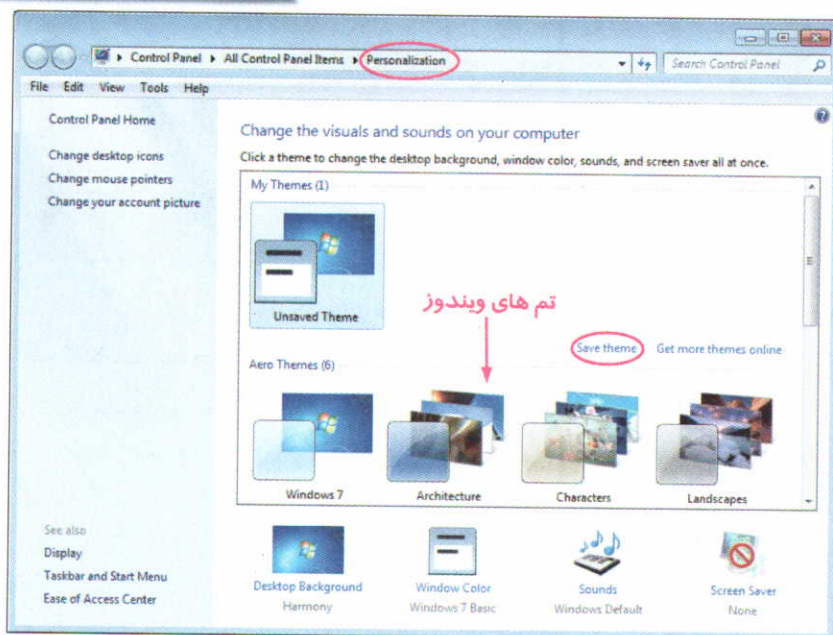 Control Panel ▸ All Control Panel Items ▸ Personalization
Search Control Panel
File Edit View Tools Help
Control Panel Home
Change desktop icons
Change mouse pointers
Change your account picture
Change the visuals and sounds on your computer
Click a theme to change the desktop background, window color, sounds, and screen saver all at once.
My Themes (1)
Unsaved Theme
تم های ویندوز
Save theme Get more themes online
Aero Themes (6)
Windows 7 Architecture Characters Landscapes
See also
Display
Taskbar and Start Menu
Ease of Access Center
Desktop Background
Harmony
Window Color
Windows 7 Basic
Sounds
Windows Default
Screen Saver
None